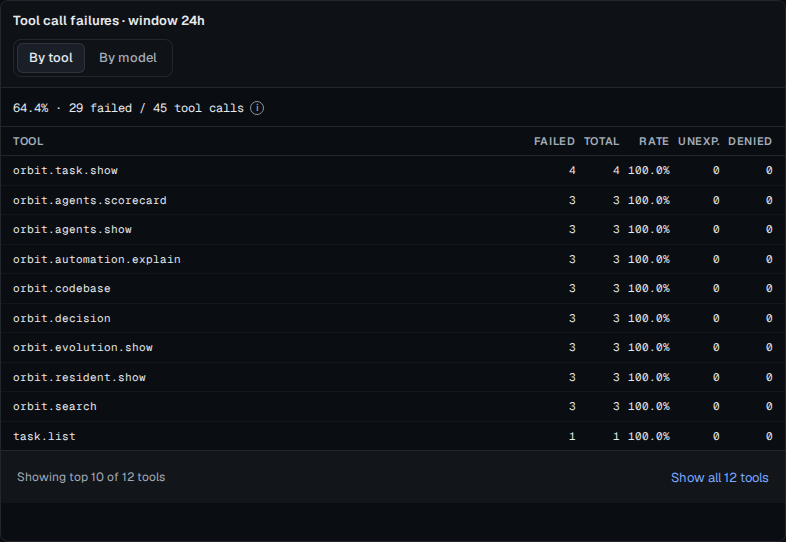 Tool call failures · window 24h
By tool By model
64.4% · 29 failed / 45 tool calls
TOOL FAILED TOTAL RATE UNEXP. DENIED
orbit.task.show 4 4 100.0% 0 0
orbit.agents.scorecard 3 3 100.0% 0 0
orbit.agents.show 3 3 100.0% 0 0
orbit.automation.explain 3 3 100.0% 0 0
orbit.codebase 3 3 100.0% 0 0
orbit.decision 3 3 100.0% 0 0
orbit.evolution.show 3 3 100.0% 0 0
orbit.resident.show 3 3 100.0% 0 0
orbit.search 3 3 100.0% 0 0
task.list 1 1 100.0% 0 0
Showing top 10 of 12 tools Show all 12 tools